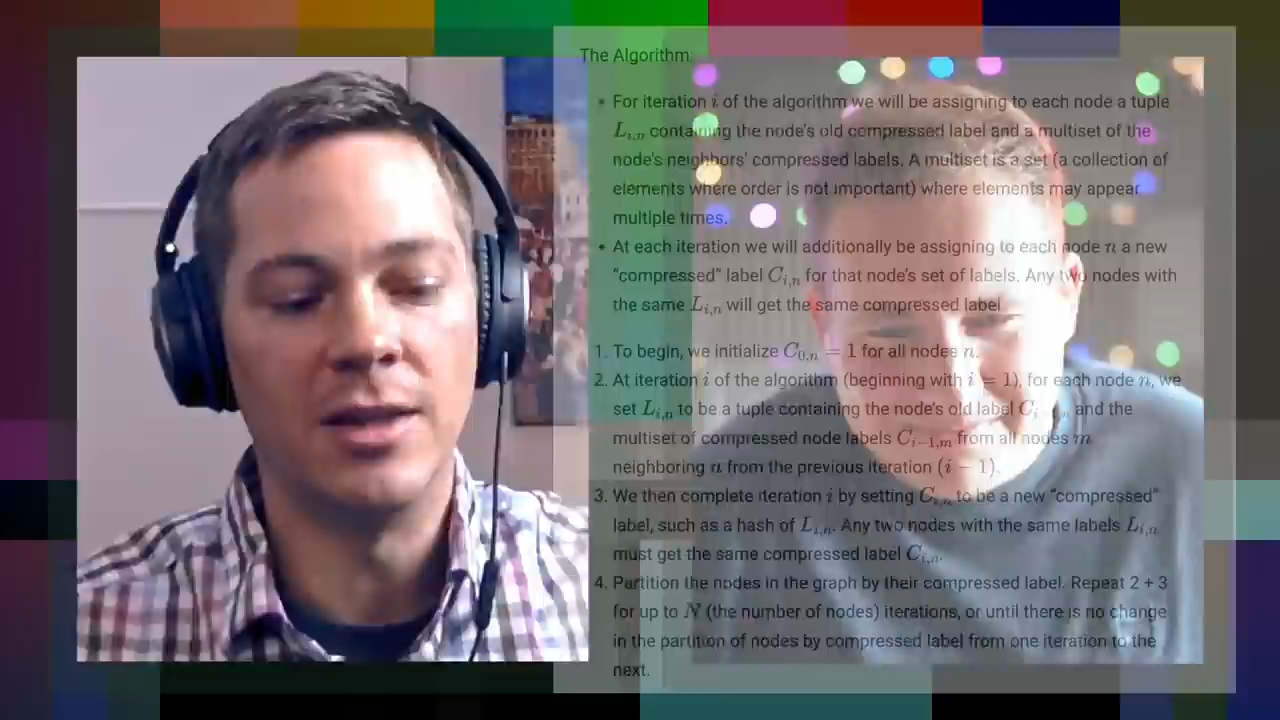 The Algorithm:
• For iteration i of the algorithm we will be assigning to each node a tuple
L_{i,n} containing the node's old compressed label and a multiset of the
node's neighbors' compressed labels. A multiset is a set (a collection of
elements where order is not important) where elements may appear
multiple times.
• At each iteration we will additionally be assigning to each node n a new
"compressed" label C_{i,n} for that node's set of labels. Any two nodes with
the same L_{i,n} will get the same compressed label
1. To begin, we initialize C_{0,n} = 1 for all nodes n.
2. At iteration i of the algorithm (beginning with i = 1), for each node n, we
set L_{i,n} to be a tuple containing the node's old label and the
multiset of compressed node labels C_{i−1,m} from all nodes m
neighboring n from the previous iteration (i − 1).
3. We then complete iteration i by setting C_{i,n} to be a new "compressed"
label, such as a hash of L_{i,n}. Any two nodes with the same labels L_{i,n}
must get the same compressed label C_{i,n}.
4. Partition the nodes in the graph by their compressed label. Repeat 2 + 3
for up to N (the number of nodes) iterations, or until there is no change
in the partition of nodes by compressed label from one iteration to the
next.